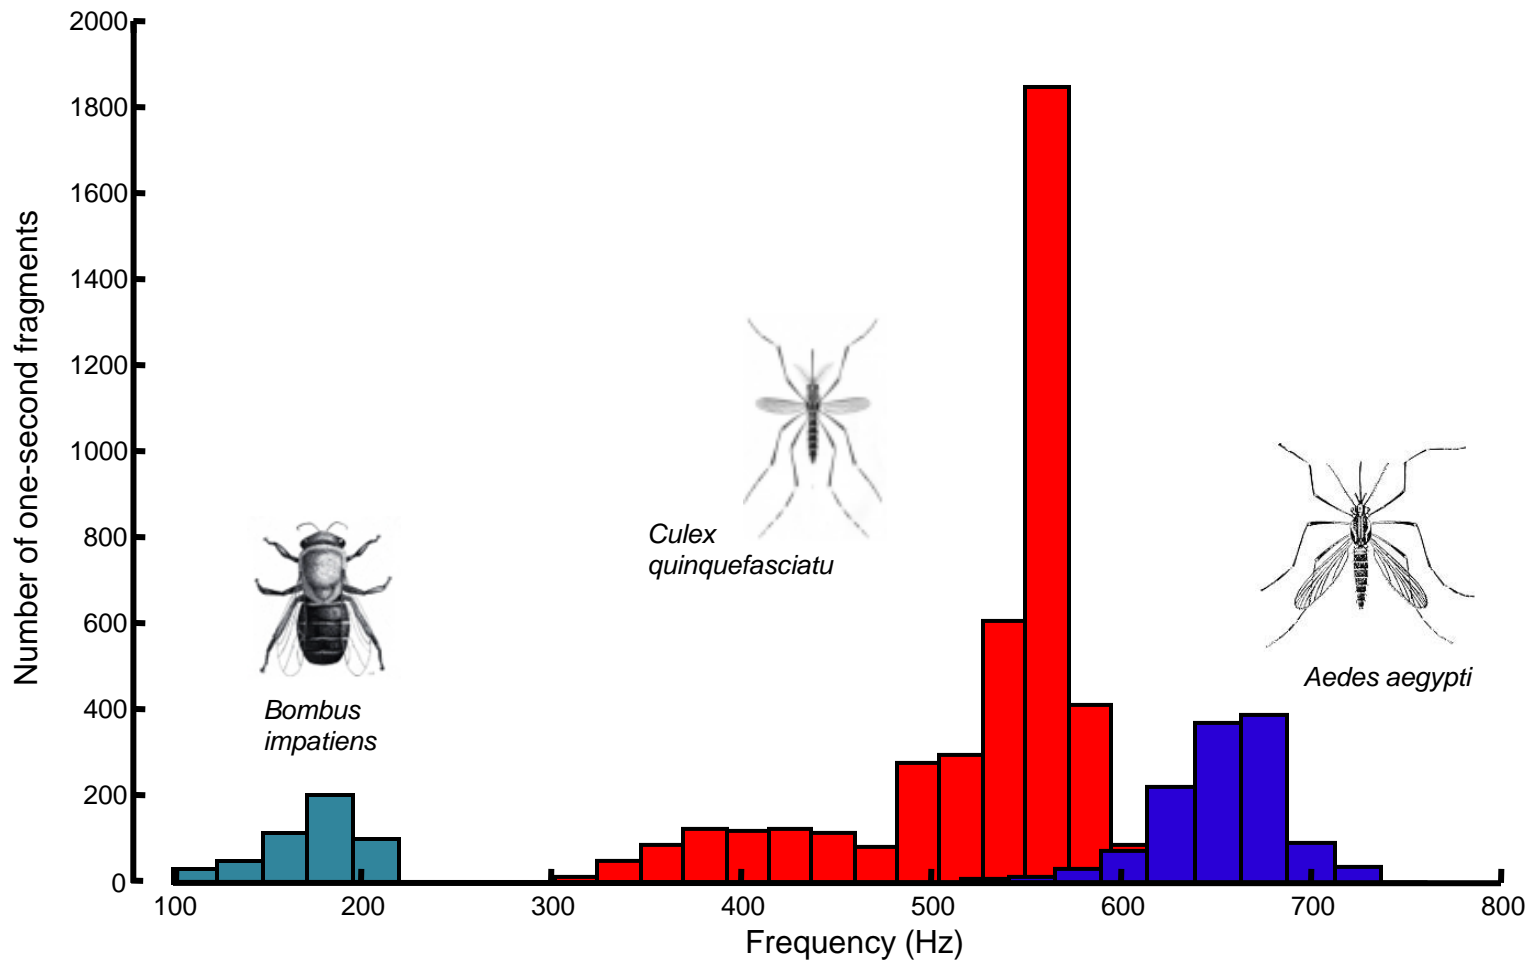 2000
1800
1600
1400
1200
1000
800
600
400
200
0
Number of one-second fragments
Bombus
impatiens
Culex
quinquefasciatu
Aedes aegypti
100 200 300 400 500 600 700 800
Frequency (Hz)